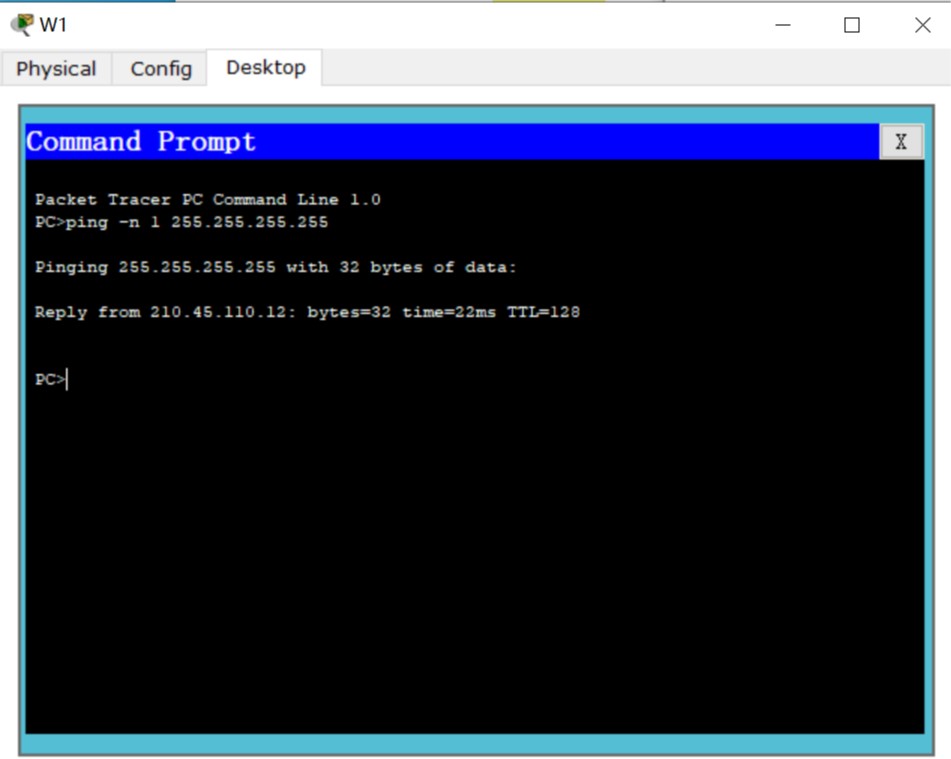 W1
Physical Config Desktop
Command Prompt X
Packet Tracer PC Command Line 1.0
PC>ping -n 1 255.255.255.255
Pinging 255.255.255.255 with 32 bytes of data:
Reply from 210.45.110.12: bytes=32 time=22ms TTL=128
PC>